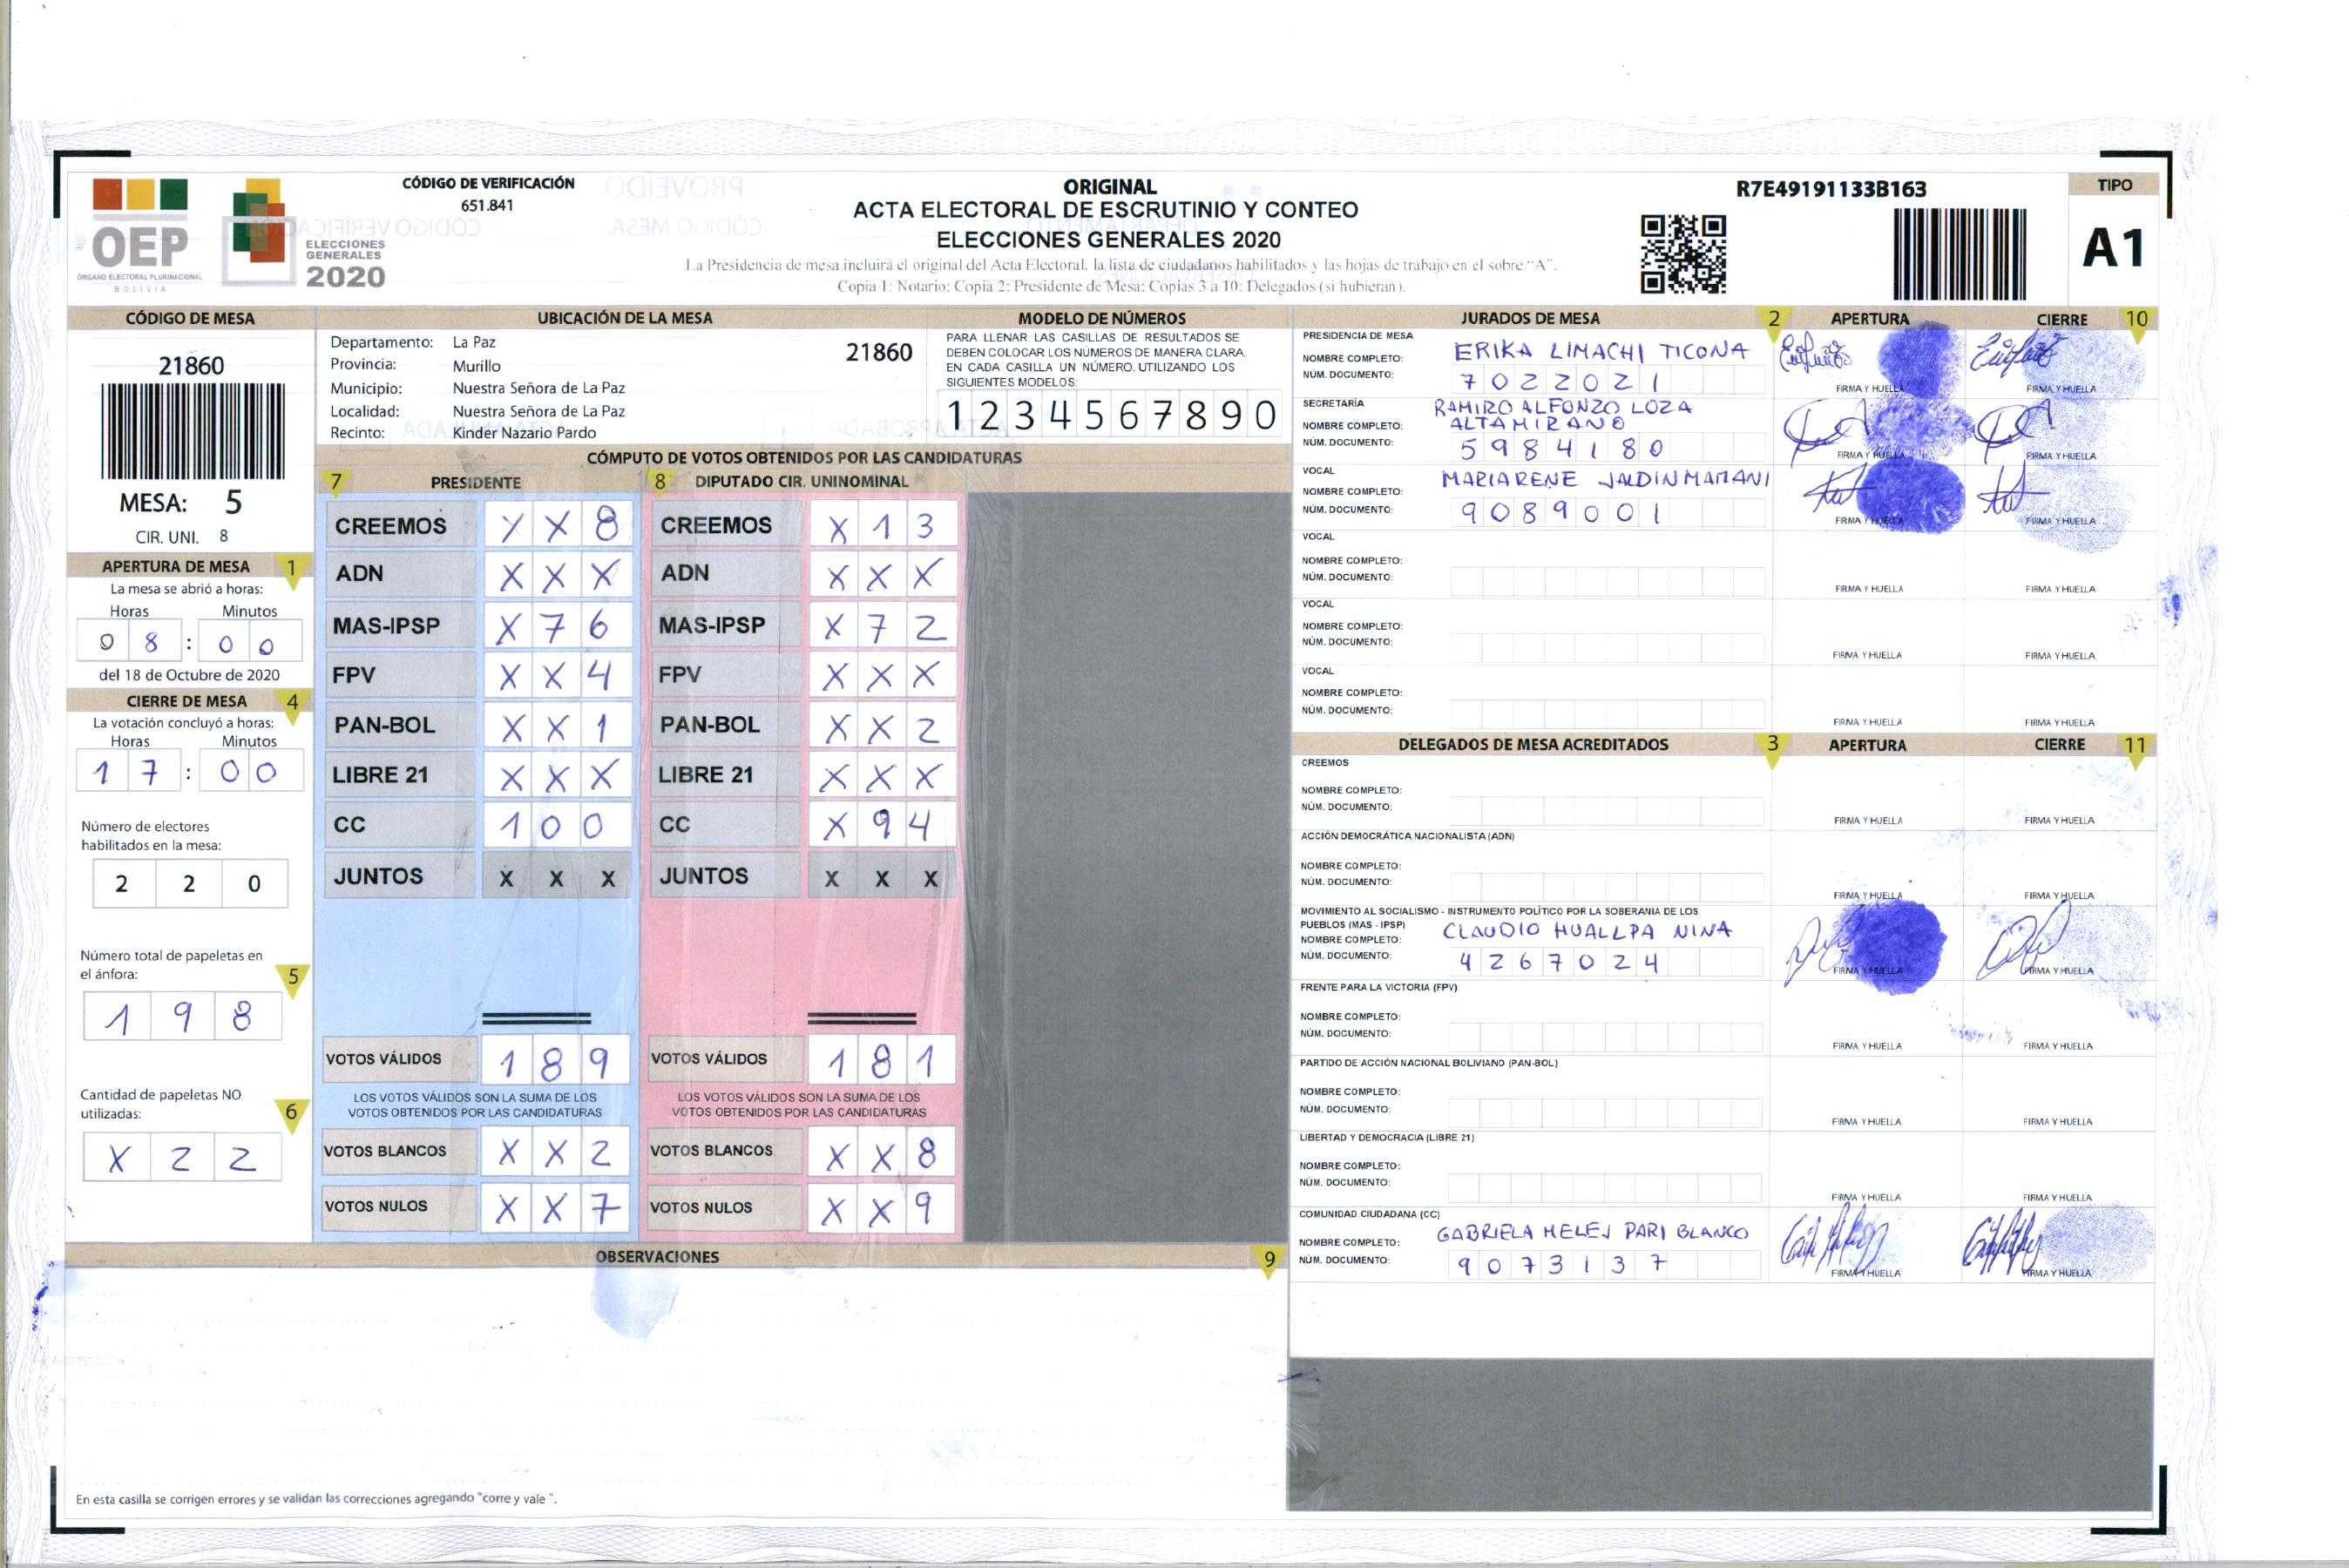 CÓDIGO DE VERIFICACIÓN
651.841
OEP
ÓRGANO ELECTORAL PLURINACIONAL
BOLIVIA
ELECCIONES
GENERALES
2020
ORIGINAL
ACTA ELECTORAL DE ESCRUTINIO Y CONTEO
ELECCIONES GENERALES 2020
La Presidencia de mesa incluirá el original del Acta Electoral, la lista de ciudadanos habilitados y las hojas de trabajo en el sobre "A".
Copia 1: Notario; Copia 2: Presidente de Mesa; Copias 3 a 10: Delegados (si hubieran).
R7E49191133B163
TIPO
A1
CÓDIGO DE MESA
21860
MESA: 5
CIR. UNI. 8
APERTURA DE MESA 1
La mesa se abrió a horas:
Horas Minutos
0 8 : 0 0
del 18 de Octubre de 2020
CIERRE DE MESA 4
La votación concluyó a horas:
Horas Minutos
1 7 : 0 0
Número de electores
habilitados en la mesa:
2 2 0
Número total de papeletas en
el ánfora: 5
1 9 8
Cantidad de papeletas NO
utilizadas: 6
X 2 2
UBICACIÓN DE LA MESA
Departamento: La Paz 21860
Provincia: Murillo
Municipio: Nuestra Señora de La Paz
Localidad: Nuestra Señora de La Paz
Recinto: Kinder Nazario Pardo
MODELO DE NÚMEROS
PARA LLENAR LAS CASILLAS DE RESULTADOS SE
DEBEN COLOCAR LOS NÚMEROS DE MANERA CLARA.
EN CADA CASILLA UN NÚMERO, UTILIZANDO LOS
SIGUIENTES MODELOS:
1 2 3 4 5 6 7 8 9 0
CÓMPUTO DE VOTOS OBTENIDOS POR LAS CANDIDATURAS
7 PRESIDENTE
CREEMOS X X 8
ADN X X X
MAS-IPSP X 7 6
FPV X X 4
PAN-BOL X X 1
LIBRE 21 X X X
CC 1 0 0
JUNTOS X X X
VOTOS VÁLIDOS 1 8 9
LOS VOTOS VÁLIDOS SON LA SUMA DE LOS
VOTOS OBTENIDOS POR LAS CANDIDATURAS
VOTOS BLANCOS X X 2
VOTOS NULOS X X 7
8 DIPUTADO CIR. UNINOMINAL
CREEMOS X 1 3
ADN X X X
MAS-IPSP X 7 2
FPV X X X
PAN-BOL X X 2
LIBRE 21 X X X
CC X 9 4
JUNTOS X X X
VOTOS VÁLIDOS 1 8 1
LOS VOTOS VÁLIDOS SON LA SUMA DE LOS
VOTOS OBTENIDOS POR LAS CANDIDATURAS
VOTOS BLANCOS X X 8
VOTOS NULOS X X 9
OBSERVACIONES 9
En esta casilla se corrigen errores y se validan las correcciones agregando "corre y vale".
JURADOS DE MESA 2 APERTURA CIERRE 10
PRESIDENCIA DE MESA
NOMBRE COMPLETO: ERIKA LIMACHI TICONA
NÚM. DOCUMENTO: 7022021
FIRMA Y HUELLA FIRMA Y HUELLA
SECRETARÍA
NOMBRE COMPLETO: RAMIRO ALFONZO LOZA
ALTAMIRANO
NÚM. DOCUMENTO: 5984180
FIRMA Y HUELLA FIRMA Y HUELLA
VOCAL
NOMBRE COMPLETO: MARIARENE JALDIN MAMANI
NÚM. DOCUMENTO: 9089001
FIRMA Y HUELLA FIRMA Y HUELLA
VOCAL
NOMBRE COMPLETO:
NÚM. DOCUMENTO:
FIRMA Y HUELLA FIRMA Y HUELLA
VOCAL
NOMBRE COMPLETO:
NÚM. DOCUMENTO:
FIRMA Y HUELLA FIRMA Y HUELLA
VOCAL
NOMBRE COMPLETO:
NÚM. DOCUMENTO:
FIRMA Y HUELLA FIRMA Y HUELLA
DELEGADOS DE MESA ACREDITADOS 3 APERTURA CIERRE 11
CREEMOS
NOMBRE COMPLETO:
NÚM. DOCUMENTO:
FIRMA Y HUELLA FIRMA Y HUELLA
ACCIÓN DEMOCRÁTICA NACIONALISTA (ADN)
NOMBRE COMPLETO:
NÚM. DOCUMENTO:
FIRMA Y HUELLA FIRMA Y HUELLA
MOVIMIENTO AL SOCIALISMO - INSTRUMENTO POLÍTICO POR LA SOBERANIA DE LOS
PUEBLOS (MAS - IPSP)
NOMBRE COMPLETO: CLAUDIO HUALLPA NINA
NÚM. DOCUMENTO: 4267024
FIRMA Y HUELLA FIRMA Y HUELLA
FRENTE PARA LA VICTORIA (FPV)
NOMBRE COMPLETO:
NÚM. DOCUMENTO:
FIRMA Y HUELLA FIRMA Y HUELLA
PARTIDO DE ACCIÓN NACIONAL BOLIVIANO (PAN-BOL)
NOMBRE COMPLETO:
NÚM. DOCUMENTO:
FIRMA Y HUELLA FIRMA Y HUELLA
LIBERTAD Y DEMOCRACIA (LIBRE 21)
NOMBRE COMPLETO:
NÚM. DOCUMENTO:
FIRMA Y HUELLA FIRMA Y HUELLA
COMUNIDAD CIUDADANA (CC)
NOMBRE COMPLETO: GABRIELA HELEN PARI BLANCO
NÚM. DOCUMENTO: 9073137
FIRMA Y HUELLA FIRMA Y HUELLA